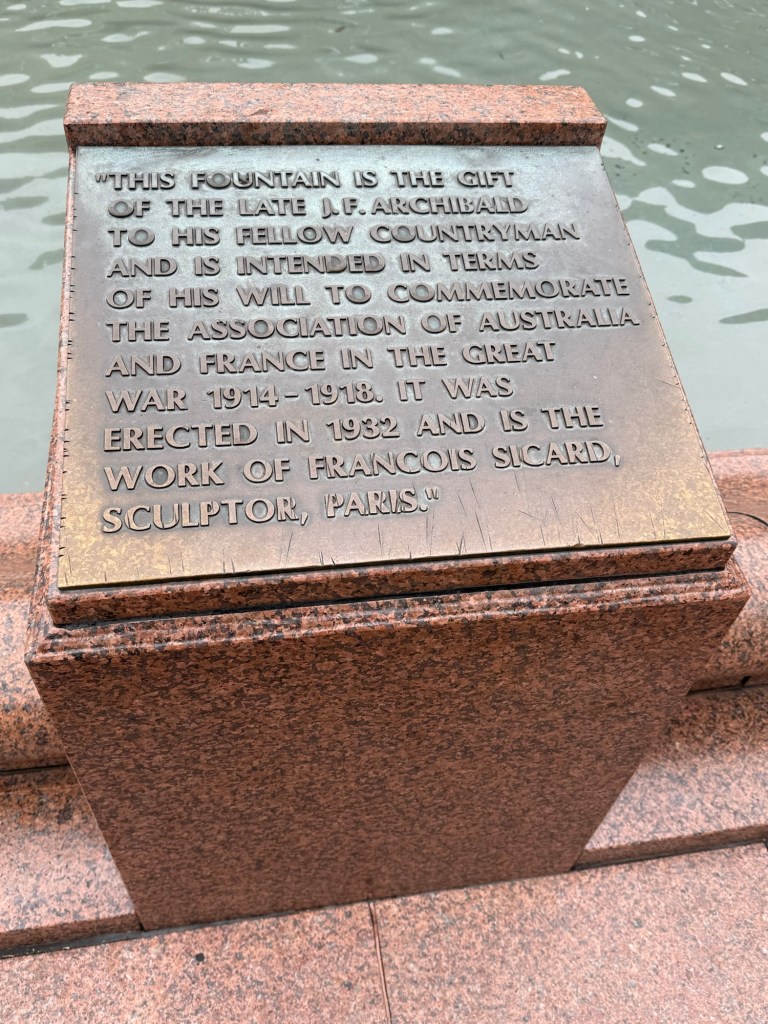 "THIS FOUNTAIN IS THE GIFT
OF THE LATE J.F. ARCHIBALD
TO HIS FELLOW COUNTRYMAN
AND IS INTENDED IN TERMS
OF HIS WILL TO COMMEMORATE
THE ASSOCIATION OF AUSTRALIA
AND FRANCE IN THE GREAT
WAR 1914-1918. IT WAS
ERECTED IN 1932 AND IS THE
WORK OF FRANCOIS SICARD,
SCULPTOR, PARIS."